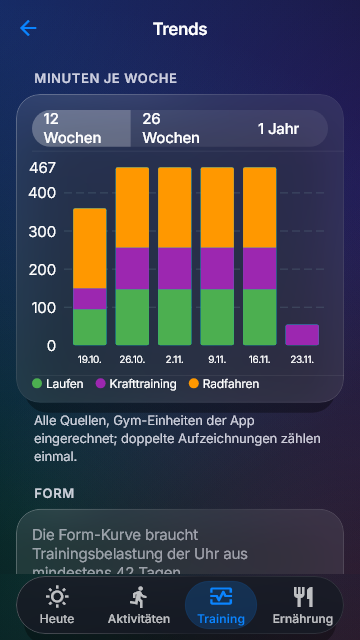 Trends
MINUTEN JE WOCHE
12 Wochen
26 Wochen
1 Jahr
467
400
300
200
100
0
19.10. 26.10. 2.11. 9.11. 16.11. 23.11.
Laufen Krafttraining Radfahren
Alle Quellen, Gym-Einheiten der App
eingerechnet; doppelte Aufzeichnungen zählen
einmal.
FORM
Die Form-Kurve braucht
Trainingsbelastung der Uhr aus
mindestens 42 Tagen
Heute Aktivitäten Training Ernährung